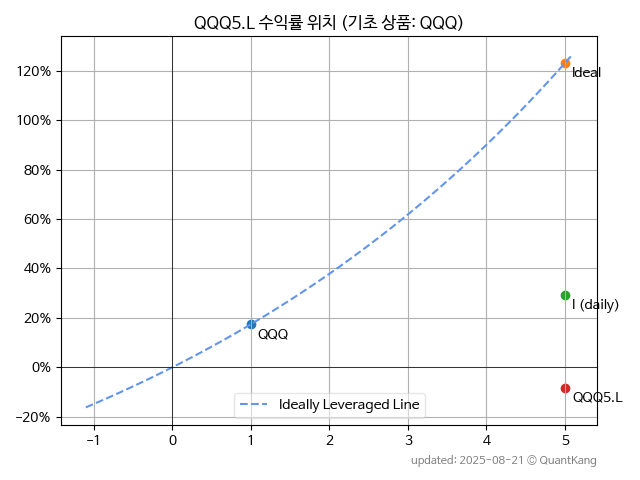 QQQ5.L 수익률 위치 (기초 상품: QQQ)
120%
100%
80%
60%
40%
20%
0%
−20%
Ideal
I (daily)
QQQ
QQQ5.L
Ideally Leveraged Line
−1
0
1
2
3
4
5
updated: 2025-08-21 © QuantKang